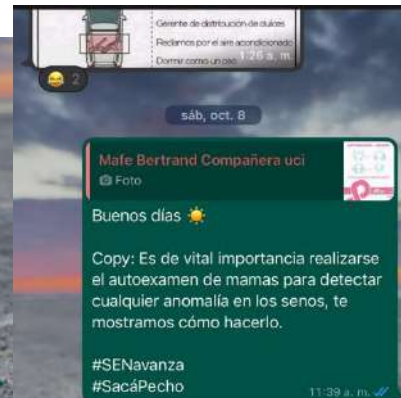 Gerente de distribución de dulces
Reclamos por el aire acondicionado
Dormir como un oso
1:26 a. m.
2
sáb, oct. 8
Mafe Bertrand Compañera uci
Foto
Buenos días
Copy: Es de vital importancia realizarse
el autoexamen de mamas para detectar
cualquier anomalía en los senos, te
mostramos cómo hacerlo.
#SENavanza
#SacáPecho
11:39 a. m.